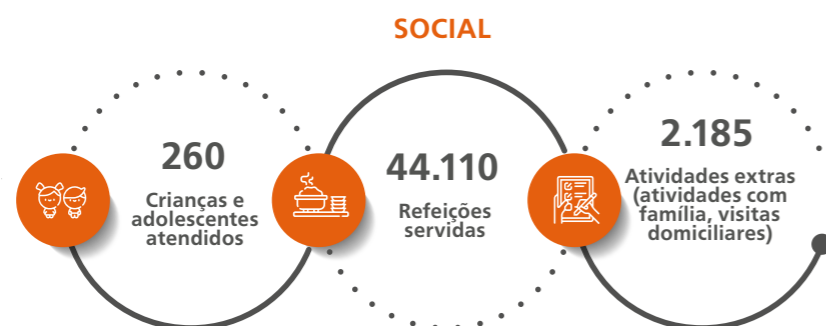 SOCIAL
260
Crianças e
adolescentes
atendidos
44.110
Refeições
servidas
2.185
Atividades extras
(atividades com
família, visitas
domiciliares)